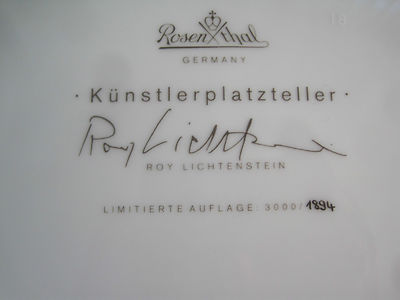 Rosenthal
GERMANY
· Künstlerplatzteller ·
Roy Lichtenstein
ROY LICHTENSTEIN
LIMITIERTE AUFLAGE: 3000/1894